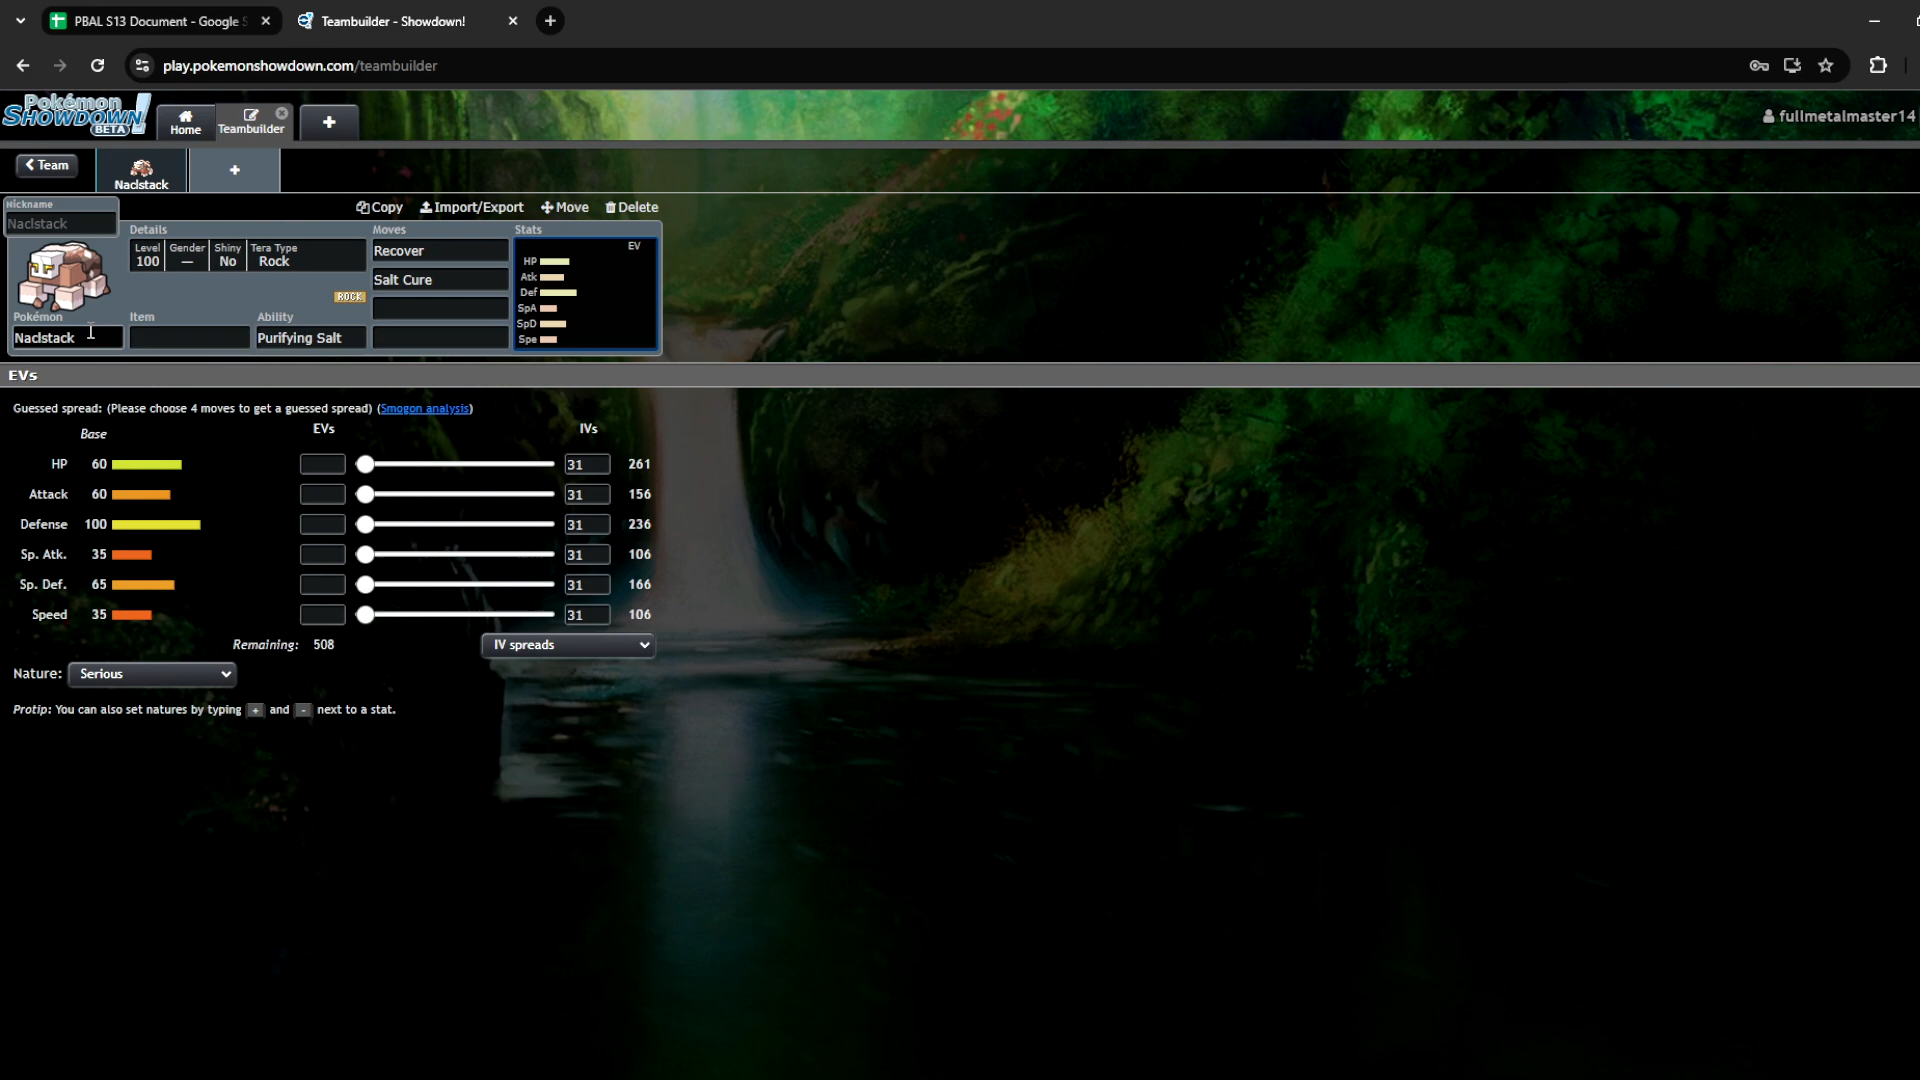 PBAL S13 Document - Google S
Teambuilder - Showdown!
play.pokemonshowdown.com/teambuilder
Pokémon
SHOWDOWN!
BETA
Home
Teambuilder
fullmetalmaster14
Team
Naclstack
Nickname
Naclstack
Copy
Import/Export
Move
Delete
Details
Moves
Stats
Level
100
Gender
—
Shiny
No
Tera Type
Rock
ROCK
Recover
Salt Cure
EV
HP
Atk
Def
SpA
SpD
Spe
Pokémon
Item
Ability
Naclstack
Purifying Salt
EVs
Guessed spread: (Please choose 4 moves to get a guessed spread) (Smogon analysis)
Base
EVs
IVs
HP 60 31 261
Attack 60 31 156
Defense 100 31 236
Sp. Atk. 35 31 106
Sp. Def. 65 31 166
Speed 35 31 106
Remaining: 508
IV spreads
Nature: Serious
Protip: You can also set natures by typing + and - next to a stat.